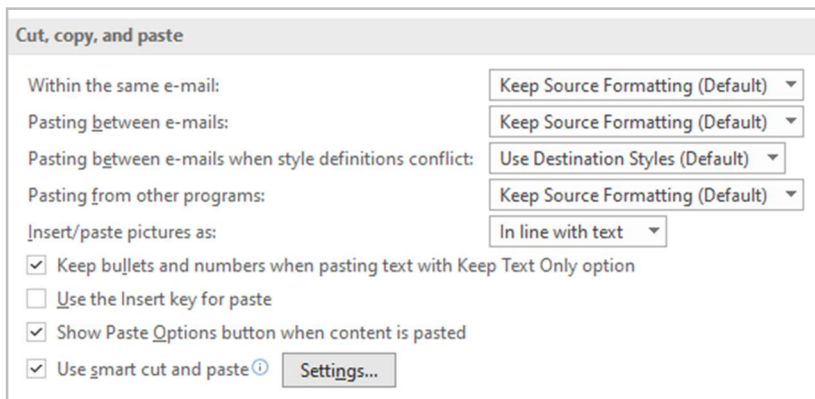 Cut, copy, and paste
Within the same e-mail: Keep Source Formatting (Default)
Pasting between e-mails: Keep Source Formatting (Default)
Pasting between e-mails when style definitions conflict: Use Destination Styles (Default)
Pasting from other programs: Keep Source Formatting (Default)
Insert/paste pictures as: In line with text
Keep bullets and numbers when pasting text with Keep Text Only option
Use the Insert key for paste
Show Paste Options button when content is pasted
Use smart cut and paste Settings...